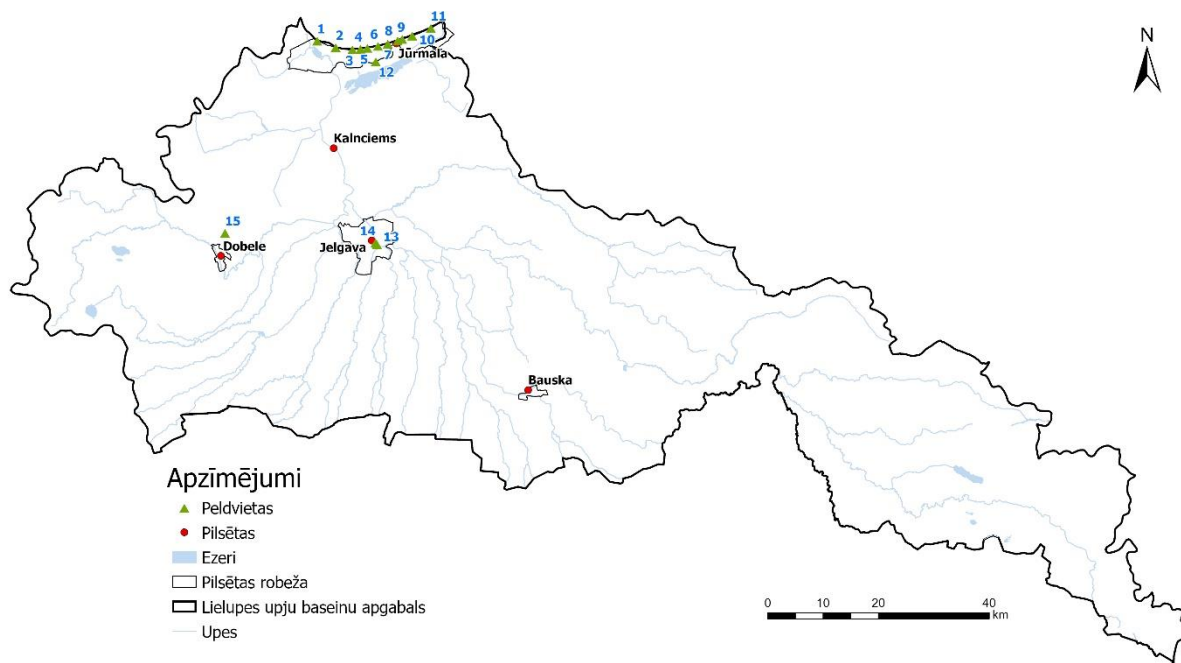 11
1 2 3 4 5 6 7 8 9 10
Jūrmala
12
N
Kalnciems
15
Dobele
14 13
Jelgava
Bauska
Apzīmējumi
Peldvietas
Pilsētas
Ezeri
Pilsētas robeža
Lielupes upju baseinu apgabals
Upes
0 5 10 20 40
km